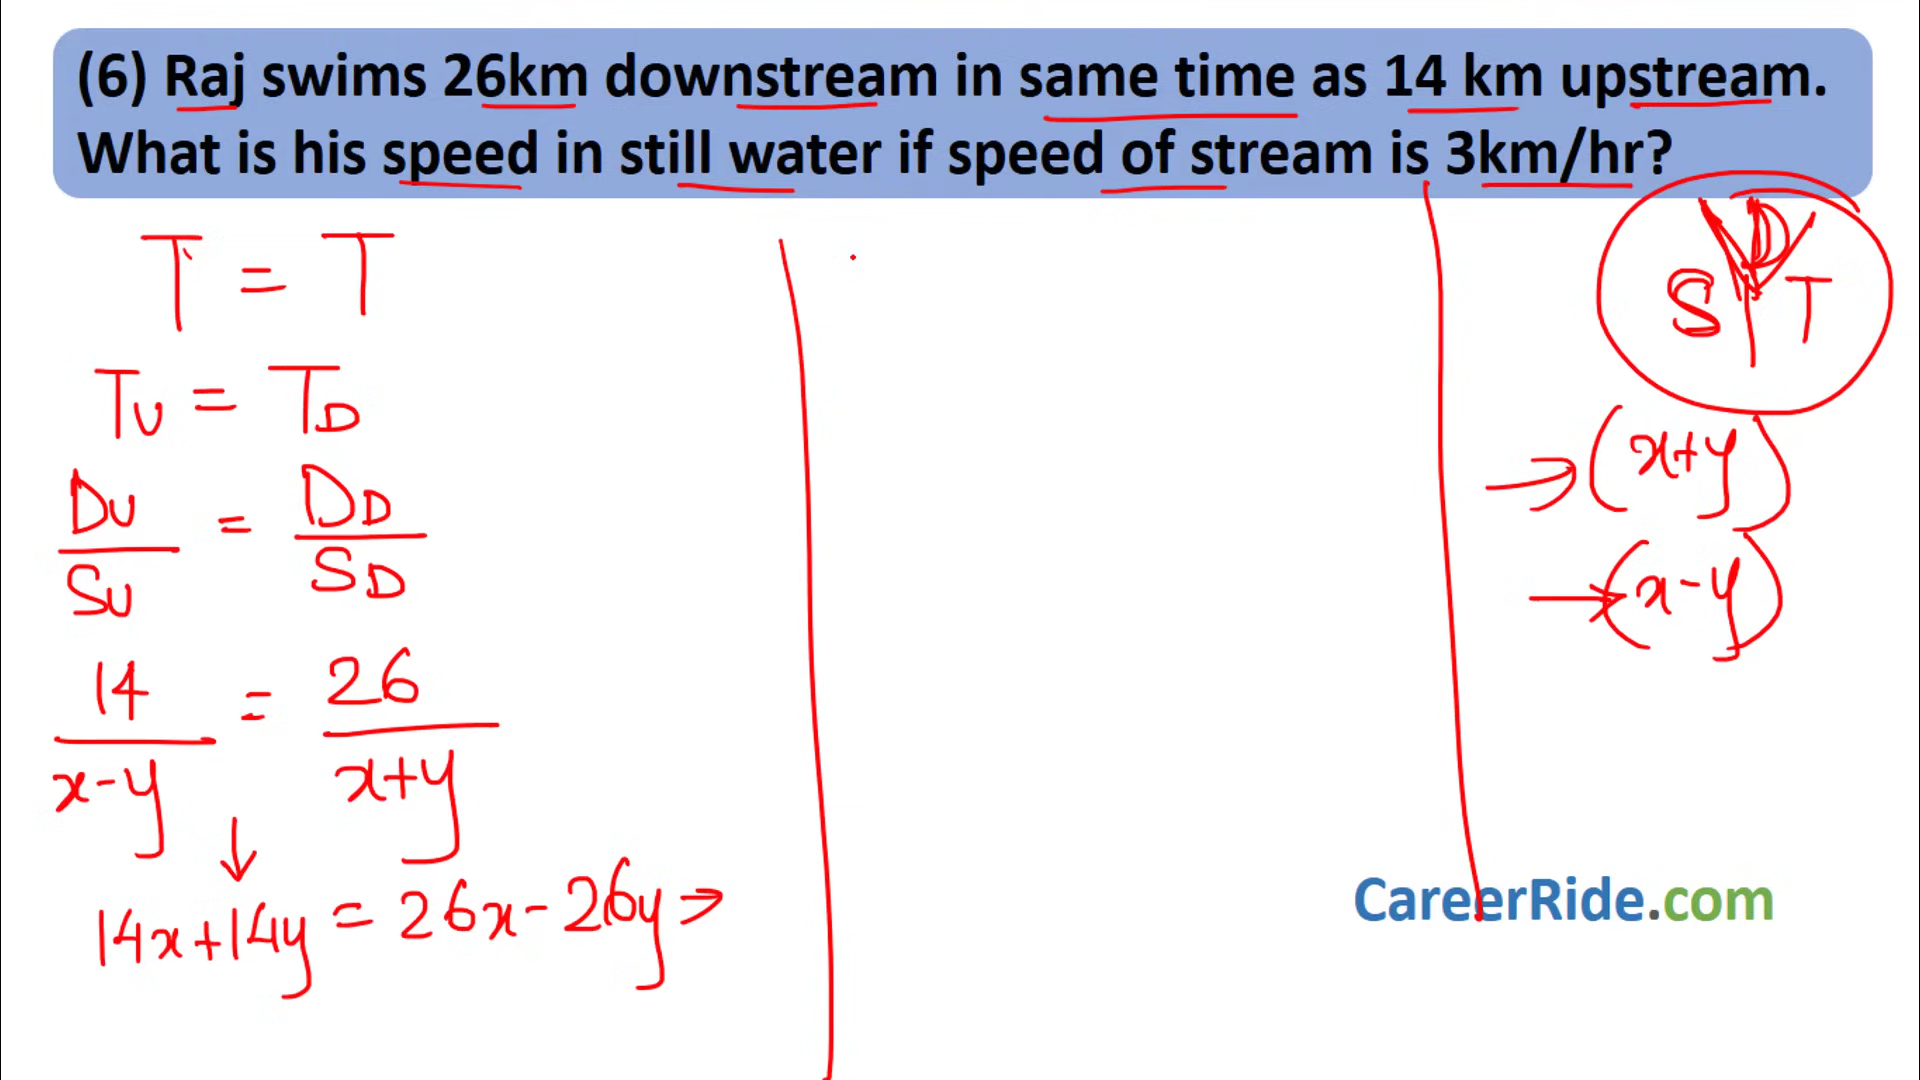 (6) Raj swims 26km downstream in same time as 14 km upstream.
What is his speed in still water if speed of stream is 3km/hr?
T = T
TU = TD
DU/SU = DD/SD
14/x-y = 26/x+y
↓
14x+14y = 26x-26y →
D
S T
→ (x+y)
→ (x-y)
CareerRide.com